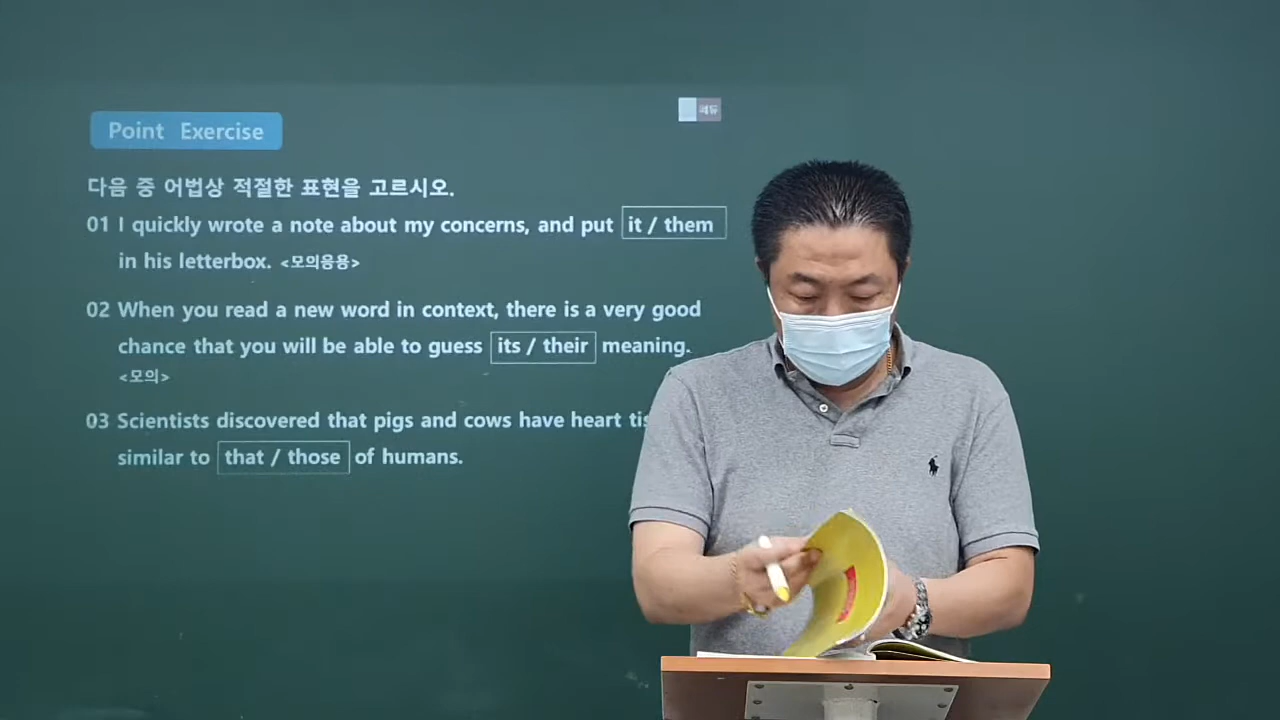 Point Exercise
에듀
다음 중 어법상 적절한 표현을 고르시오.
01 I quickly wrote a note about my concerns, and put it / them
in his letterbox. <모의응용>
02 When you read a new word in context, there is a very good
chance that you will be able to guess its / their meaning.
<모의>
03 Scientists discovered that pigs and cows have heart
similar to that / those of humans.